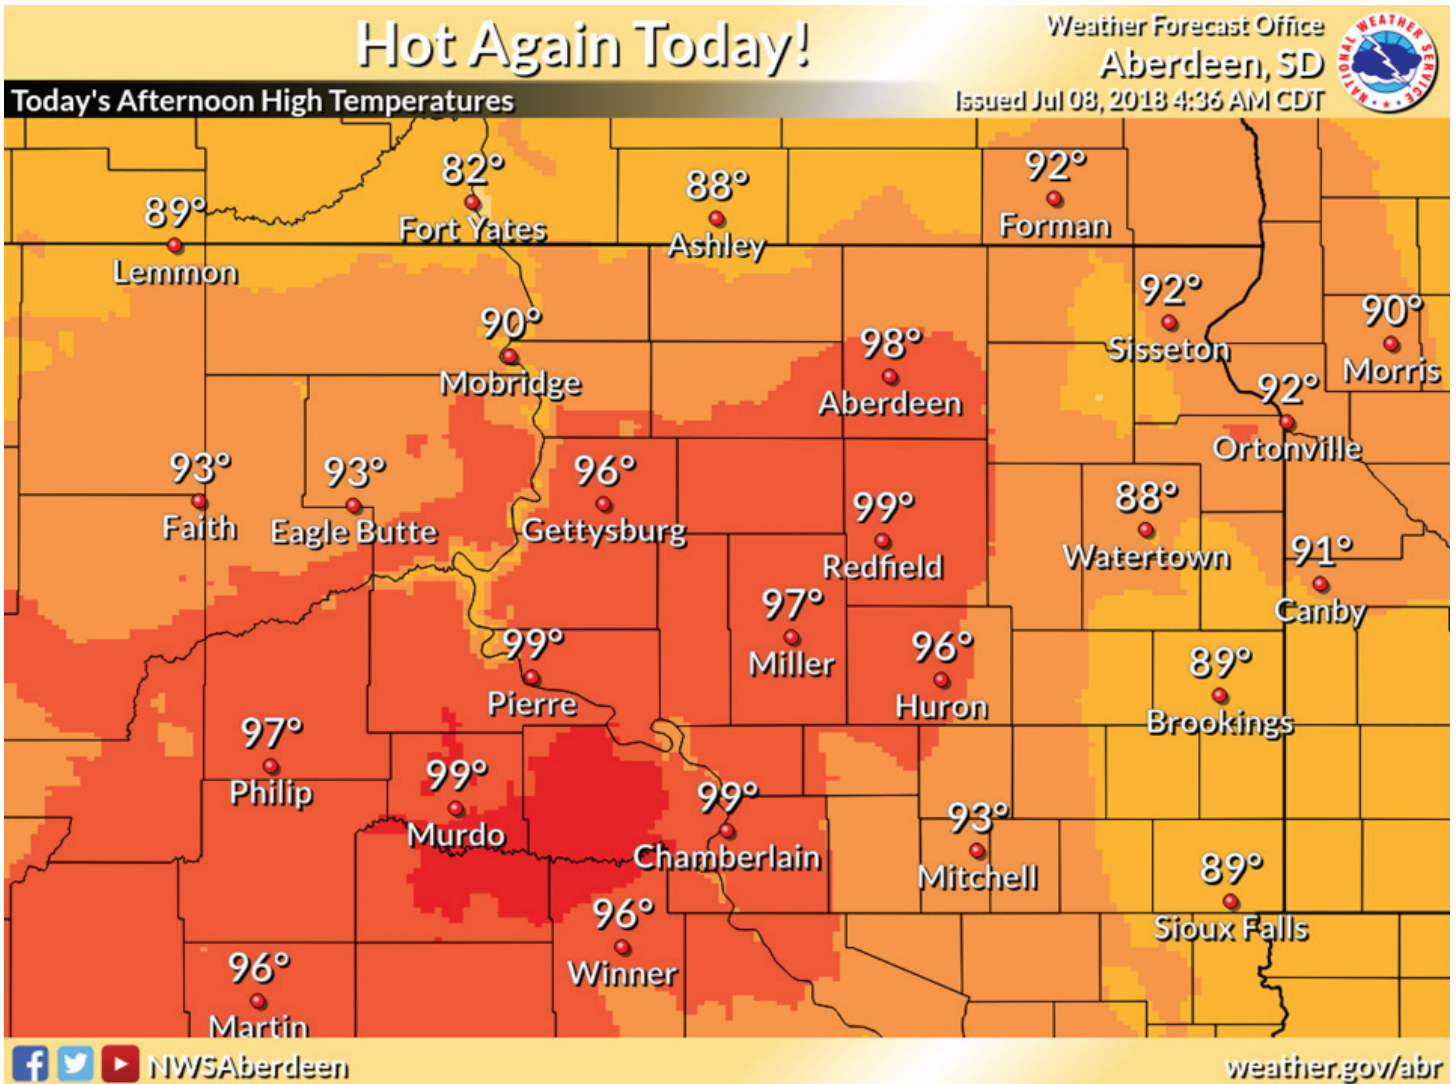 Hot Again Today!
Weather Forecast Office
Aberdeen, SD
Today's Afternoon High Temperatures
Issued Jul 08, 2018 4:36 AM CDT
NATIONAL WEATHER SERVICE
82°
Fort Yates
88°
Ashley
92°
Forman
89°
Lemmon
90°
Mobridge
98°
Aberdeen
92°
Sisseton
90°
Morris
92°
Ortonville
93°
Faith
93°
Eagle Butte
96°
Gettysburg
99°
Redfield
88°
Watertown
91°
Canby
99°
Pierre
97°
Miller
96°
Huron
89°
Brookings
97°
Philip
99°
Murdo
99°
Chamberlain
93°
Mitchell
89°
Sioux Falls
96°
Winner
96°
Martin
NWSAberdeen
weather.gov/abr